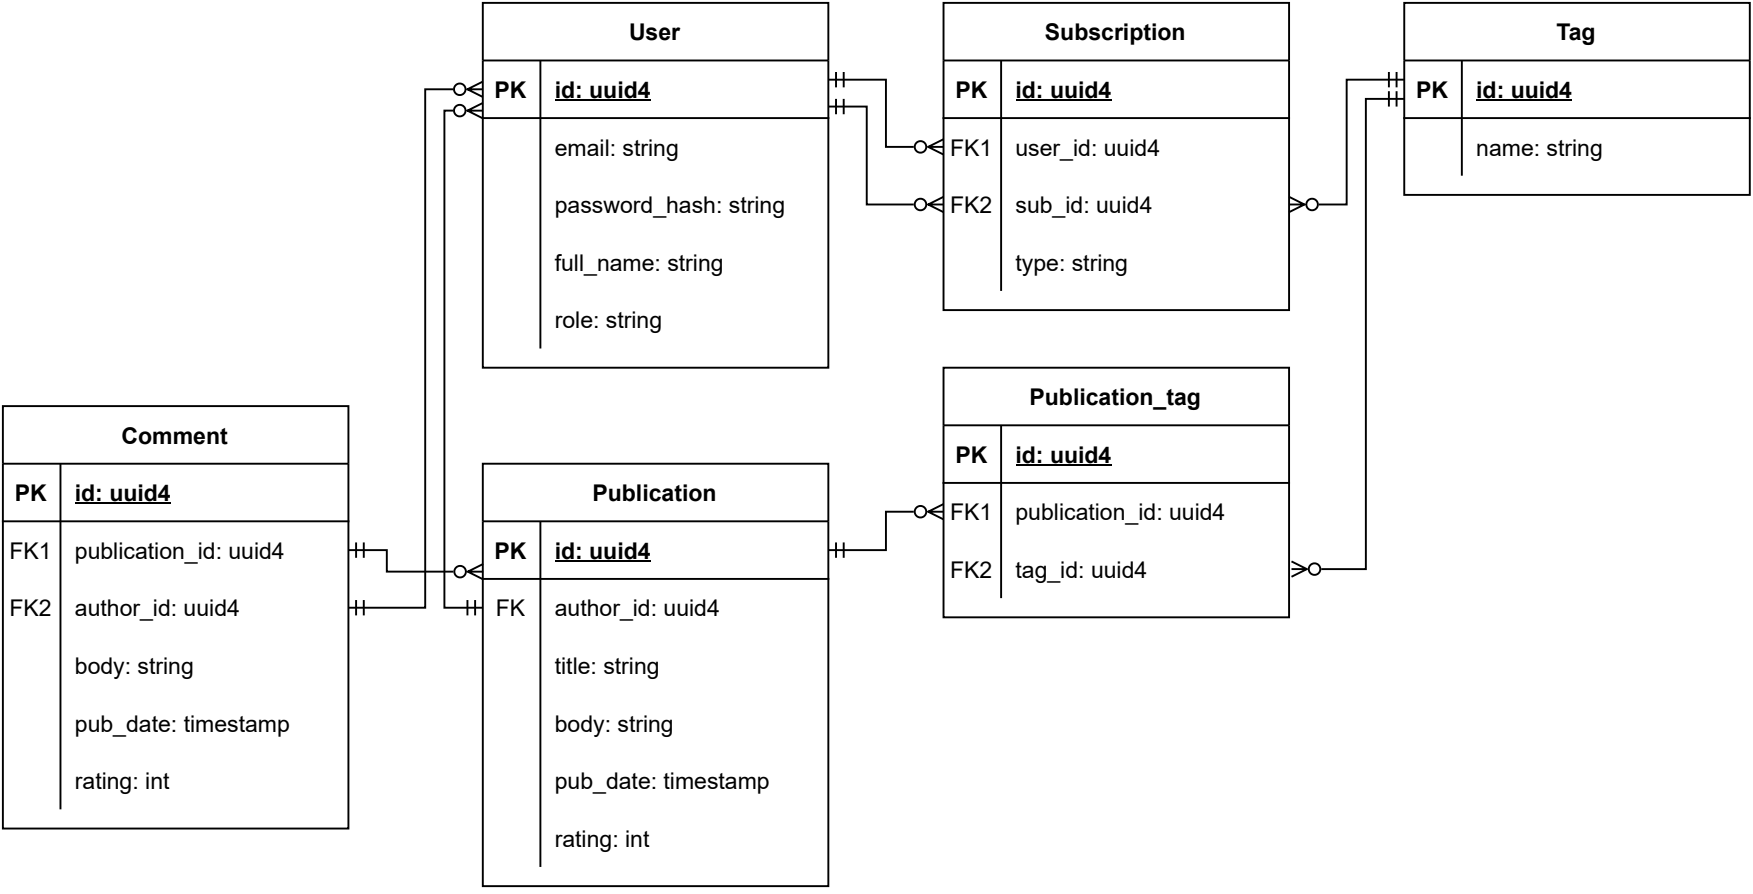 User
PK id: uuid4
email: string
password_hash: string
full_name: string
role: string
Subscription
PK id: uuid4
FK1 user_id: uuid4
FK2 sub_id: uuid4
type: string
Tag
PK id: uuid4
name: string
Comment
PK id: uuid4
FK1 publication_id: uuid4
FK2 author_id: uuid4
body: string
pub_date: timestamp
rating: int
Publication
PK id: uuid4
FK author_id: uuid4
title: string
body: string
pub_date: timestamp
rating: int
Publication_tag
PK id: uuid4
FK1 publication_id: uuid4
FK2 tag_id: uuid4